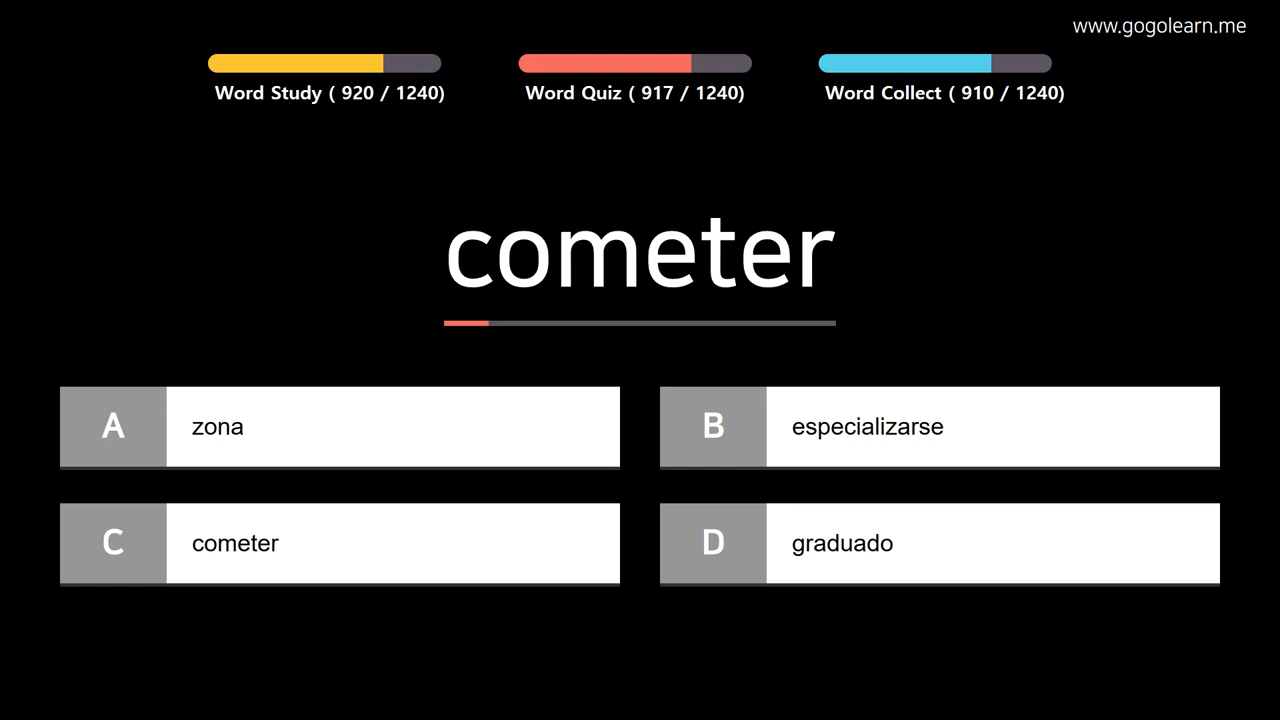 www.gogolearn.me
Word Study ( 920 / 1240)
Word Quiz ( 917 / 1240)
Word Collect ( 910 / 1240)
cometer
A
zona
B
especializarse
C
cometer
D
graduado